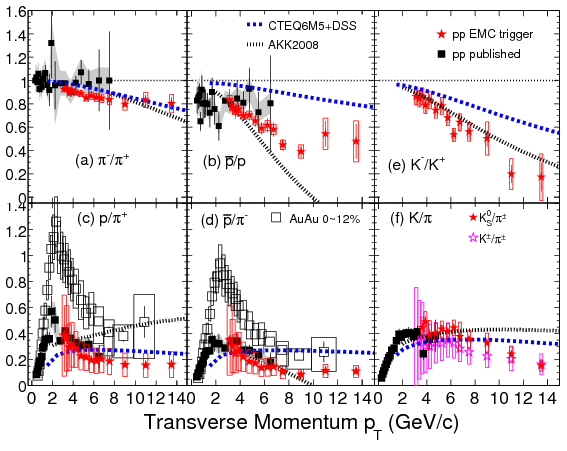 1.6
1.4
1.2
1
0.8
0.6
0.4
0.2
0
CTEQ6M5+DSS
AKK2008
pp EMC trigger
pp published
(a) π⁻/π⁺
(b) p̅/p
(e) K⁻/K⁺
1.4
1.2
1
0.8
0.6
0.4
0.2
0
(c) p/π⁺
(d) p̅/π⁻
AuAu 0~12%
(f) K/π
K⁰S/π±
K±/π±
0 2 4 6 8 10 12 14
0 2 4 6 8 10 12 14
0 2 4 6 8 10 12 14
Transverse Momentum pT (GeV/c)